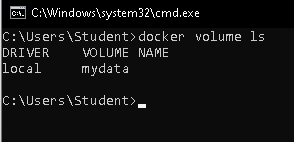 C:\Windows\system32\cmd.exe
C:\Users\Student>docker volume ls
DRIVER    VOLUME NAME
local     mydata
C:\Users\Student>